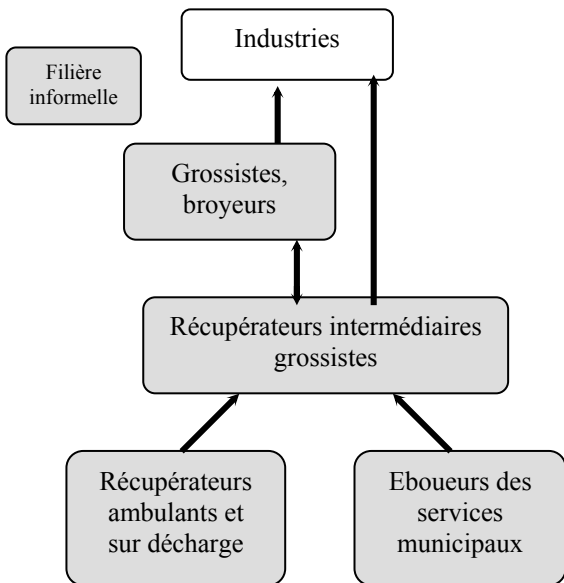 Industries
Filière
informelle
Grossistes,
broyeurs
Récupérateurs intermédiaires
grossistes
Récupérateurs
ambulants et
sur décharge
Eboueurs des
services
municipaux